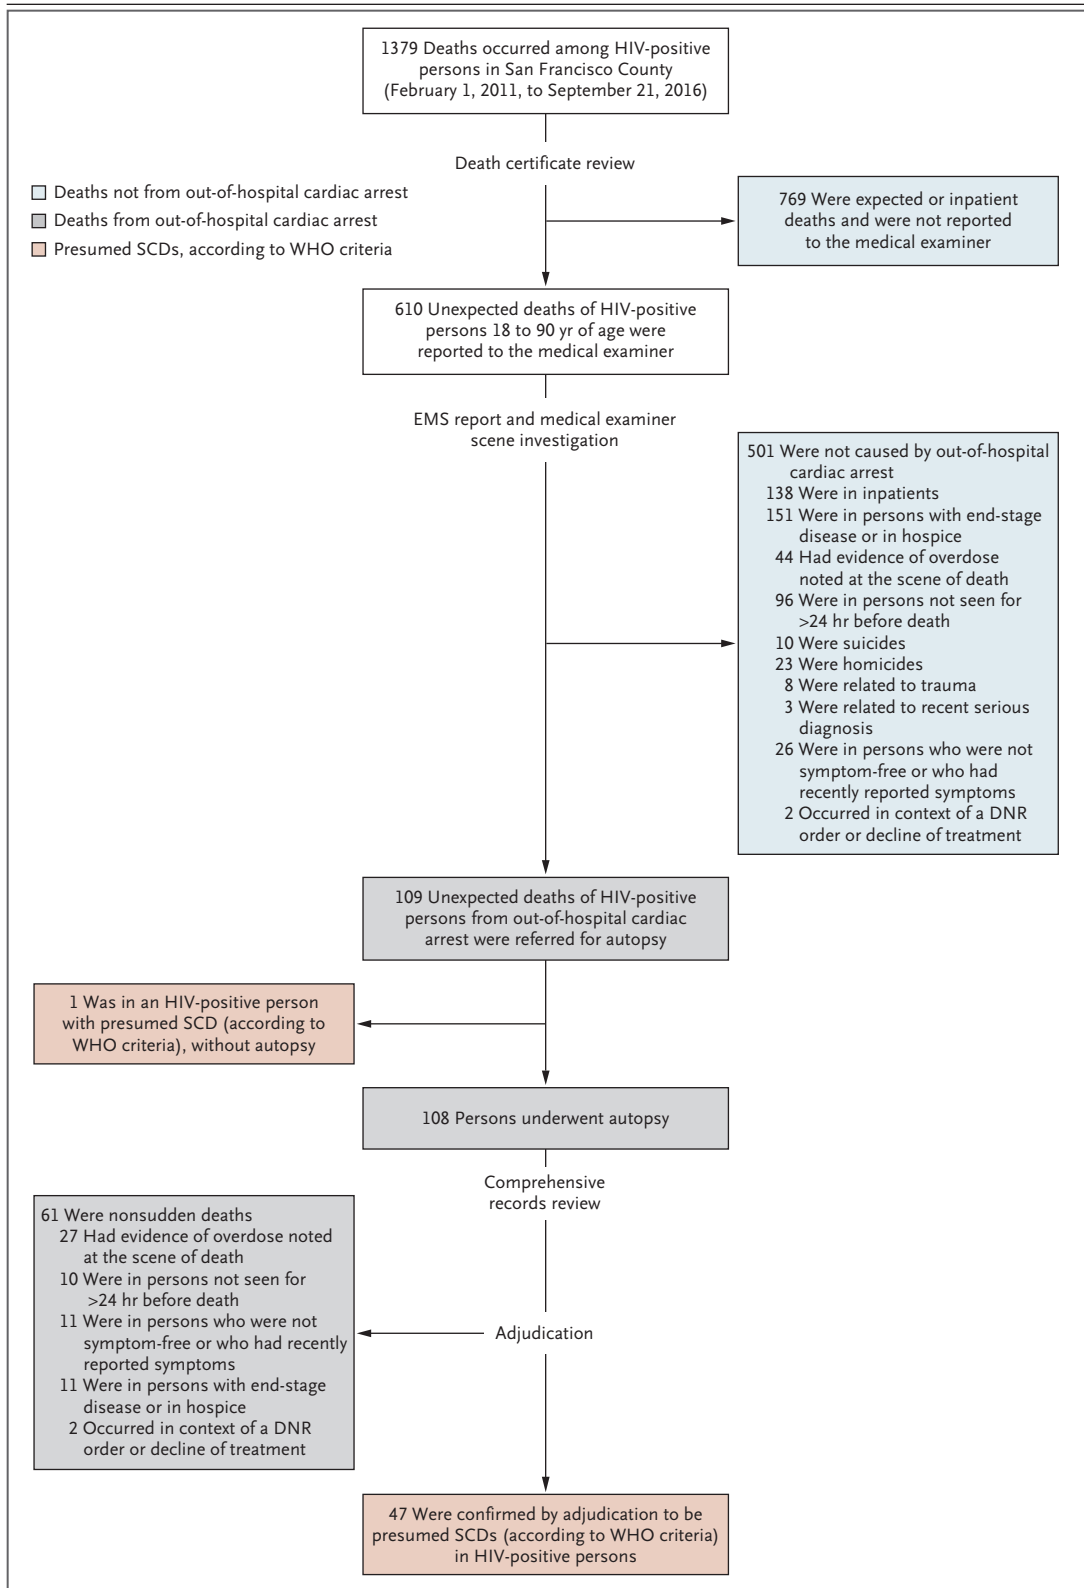 1379 Deaths occurred among HIV-positive
persons in San Francisco County
(February 1, 2011, to September 21, 2016)
Death certificate review
Deaths not from out-of-hospital cardiac arrest
Deaths from out-of-hospital cardiac arrest
Presumed SCDs, according to WHO criteria
769 Were expected or inpatient
deaths and were not reported
to the medical examiner
610 Unexpected deaths of HIV-positive
persons 18 to 90 yr of age were
reported to the medical examiner
EMS report and medical examiner
scene investigation
501 Were not caused by out-of-hospital
cardiac arrest
138 Were in inpatients
151 Were in persons with end-stage
disease or in hospice
44 Had evidence of overdose
noted at the scene of death
96 Were in persons not seen for
>24 hr before death
10 Were suicides
23 Were homicides
8 Were related to trauma
3 Were related to recent serious
diagnosis
26 Were in persons who were not
symptom-free or who had
recently reported symptoms
2 Occurred in context of a DNR
order or decline of treatment
109 Unexpected deaths of HIV-positive
persons from out-of-hospital cardiac
arrest were referred for autopsy
1 Was in an HIV-positive person
with presumed SCD (according to
WHO criteria), without autopsy
108 Persons underwent autopsy
Comprehensive
records review
61 Were nonsudden deaths
27 Had evidence of overdose noted
at the scene of death
10 Were in persons not seen for
>24 hr before death
11 Were in persons who were not
symptom-free or who had recently
reported symptoms
11 Were in persons with end-stage
disease or in hospice
2 Occurred in context of a DNR
order or decline of treatment
Adjudication
47 Were confirmed by adjudication to be
presumed SCDs (according to WHO criteria)
in HIV-positive persons